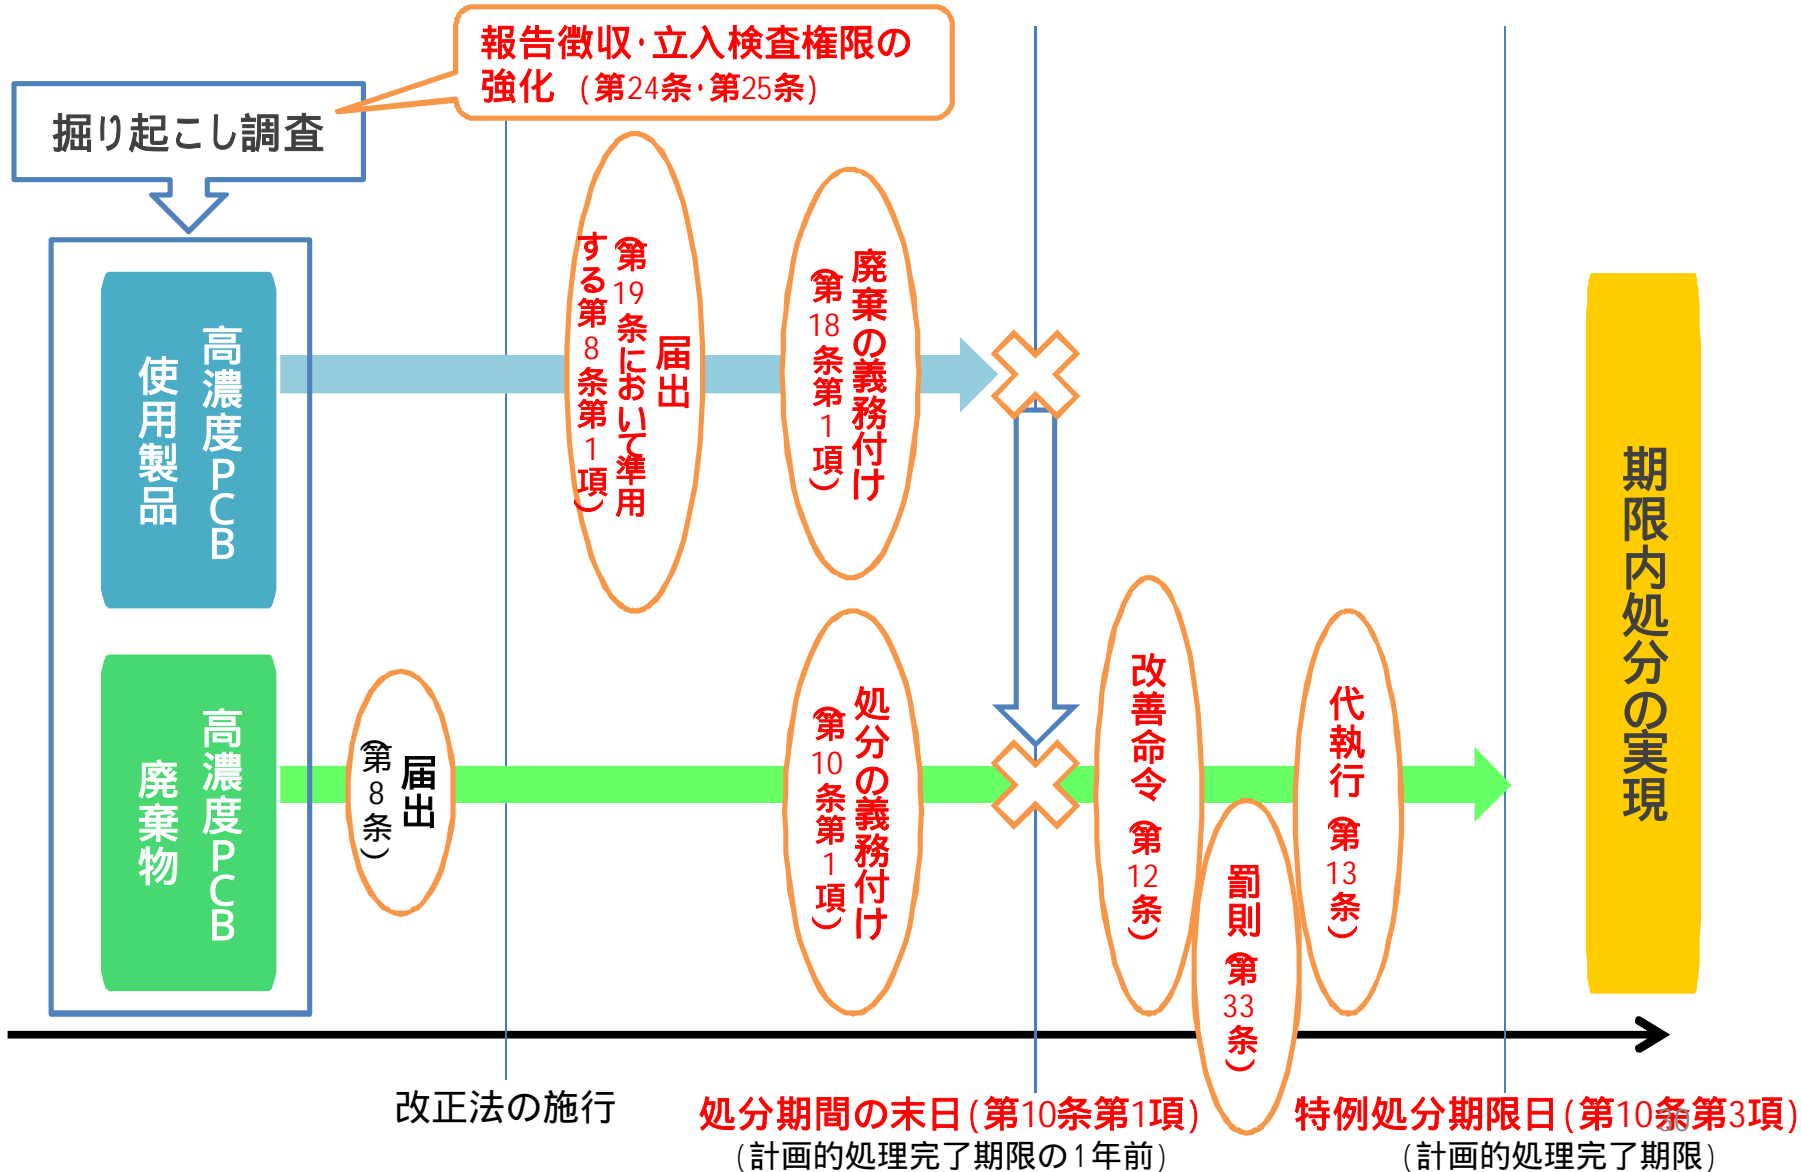 報告徴収･立入検査権限の
強化 (第24条･第25条)
掘り起こし調査
高濃度PCB
使用製品
届出
(第19条において準用
する第8条第1項)
廃棄の義務付け
(第18条第1項)
高濃度PCB
廃棄物
届出
(第8条)
処分の義務付け
(第10条第1項)
改善命令(第12条)
罰則(第33条)
代執行(第13条)
期限内処分の実現
改正法の施行
処分期間の末日(第10条第1項)
(計画的処理完了期限の1年前)
特例処分期限日(第10条第3項)
(計画的処理完了期限)
30